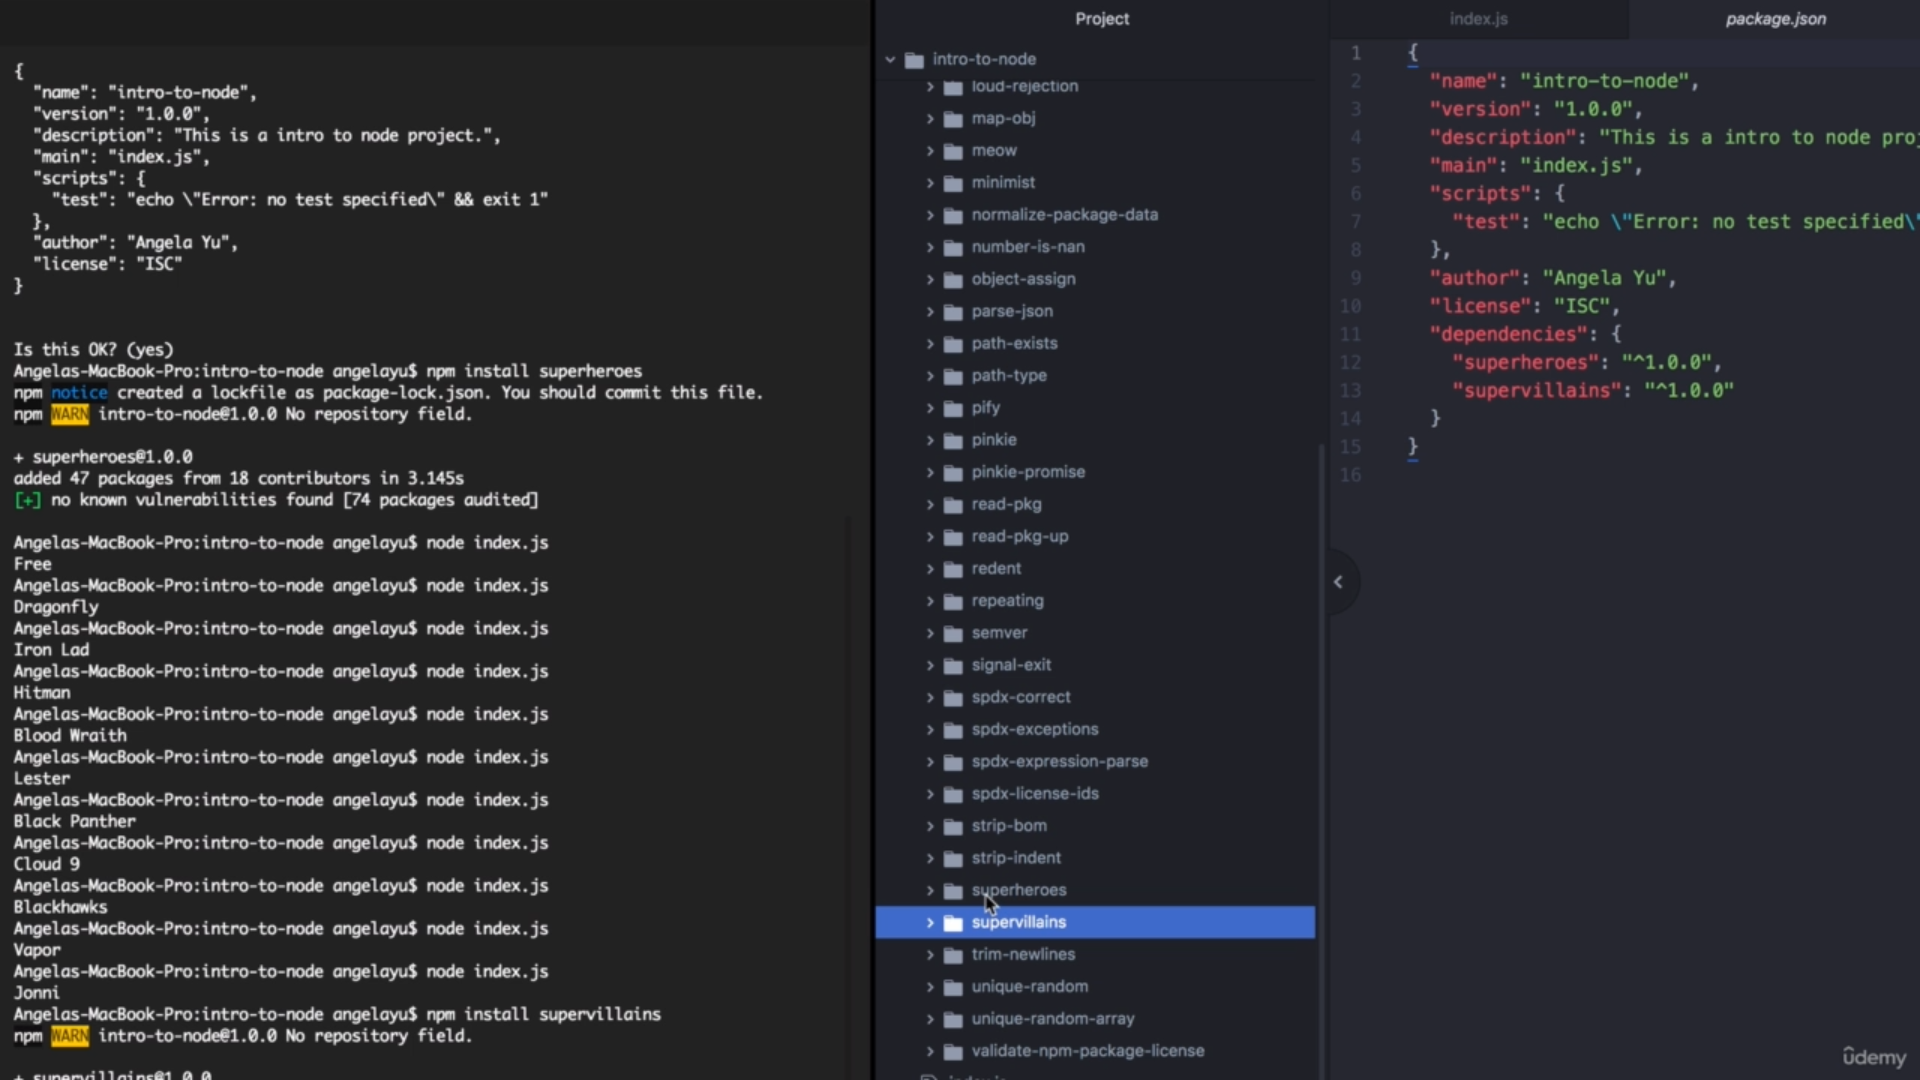 {
"name": "intro-to-node",
"version": "1.0.0",
"description": "This is a intro to node project.",
"main": "index.js",
"scripts": {
"test": "echo \"Error: no test specified\" && exit 1"
},
"author": "Angela Yu",
"license": "ISC"
}
Is this OK? (yes)
Angelas-MacBook-Pro:intro-to-node angelayu$ npm install superheroes
npm notice created a lockfile as package-lock.json. You should commit this file.
npm WARN intro-to-node@1.0.0 No repository field.
+ superheroes@1.0.0
added 47 packages from 18 contributors in 3.145s
[+] no known vulnerabilities found [74 packages audited]
Angelas-MacBook-Pro:intro-to-node angelayu$ node index.js
Free
Angelas-MacBook-Pro:intro-to-node angelayu$ node index.js
Dragonfly
Angelas-MacBook-Pro:intro-to-node angelayu$ node index.js
Iron Lad
Angelas-MacBook-Pro:intro-to-node angelayu$ node index.js
Hitman
Angelas-MacBook-Pro:intro-to-node angelayu$ node index.js
Blood Wraith
Angelas-MacBook-Pro:intro-to-node angelayu$ node index.js
Lester
Angelas-MacBook-Pro:intro-to-node angelayu$ node index.js
Black Panther
Angelas-MacBook-Pro:intro-to-node angelayu$ node index.js
Cloud 9
Angelas-MacBook-Pro:intro-to-node angelayu$ node index.js
Blackhawks
Angelas-MacBook-Pro:intro-to-node angelayu$ node index.js
Vapor
Angelas-MacBook-Pro:intro-to-node angelayu$ node index.js
Jonni
Angelas-MacBook-Pro:intro-to-node angelayu$ npm install supervillains
npm WARN intro-to-node@1.0.0 No repository field.
+ supervillains@1.0.0
Project
intro-to-node
loud-rejection
map-obj
meow
minimist
normalize-package-data
number-is-nan
object-assign
parse-json
path-exists
path-type
pify
pinkie
pinkie-promise
read-pkg
read-pkg-up
redent
repeating
semver
signal-exit
spdx-correct
spdx-exceptions
spdx-expression-parse
spdx-license-ids
strip-bom
strip-indent
superheroes
supervillains
trim-newlines
unique-random
unique-random-array
validate-npm-package-license
index.js
index.js package.json
1 {
2 "name": "intro-to-node",
3 "version": "1.0.0",
4 "description": "This is a intro to node proj
5 "main": "index.js",
6 "scripts": {
7 "test": "echo \"Error: no test specified\"
8 },
9 "author": "Angela Yu",
10 "license": "ISC",
11 "dependencies": {
12 "superheroes": "^1.0.0",
13 "supervillains": "^1.0.0"
14 }
15 }
16
ûdemy